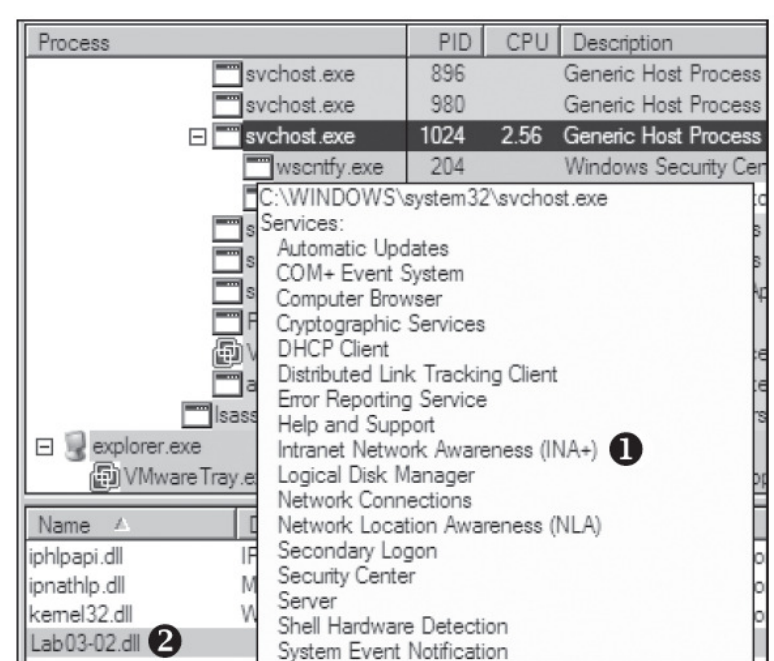 Process PID CPU Description
svchost.exe 896 Generic Host Process
svchost.exe 980 Generic Host Process
svchost.exe 1024 2.56 Generic Host Process
wscntfy.exe 204 Windows Security Cen
C:\WINDOWS\system32\svchost.exe
Services:
Automatic Updates
COM+ Event System
Computer Browser
Cryptographic Services
DHCP Client
Distributed Link Tracking Client
Error Reporting Service
Help and Support
Intranet Network Awareness (INA+) ❶
Logical Disk Manager
Network Connections
Network Location Awareness (NLA)
Secondary Logon
Security Center
Server
Shell Hardware Detection
System Event Notification
lsass
explorer.exe
VMwareTray.e
Name
iphlpapi.dll IP
ipnathlp.dll M
kernel32.dll W
Lab03-02.dll ❷